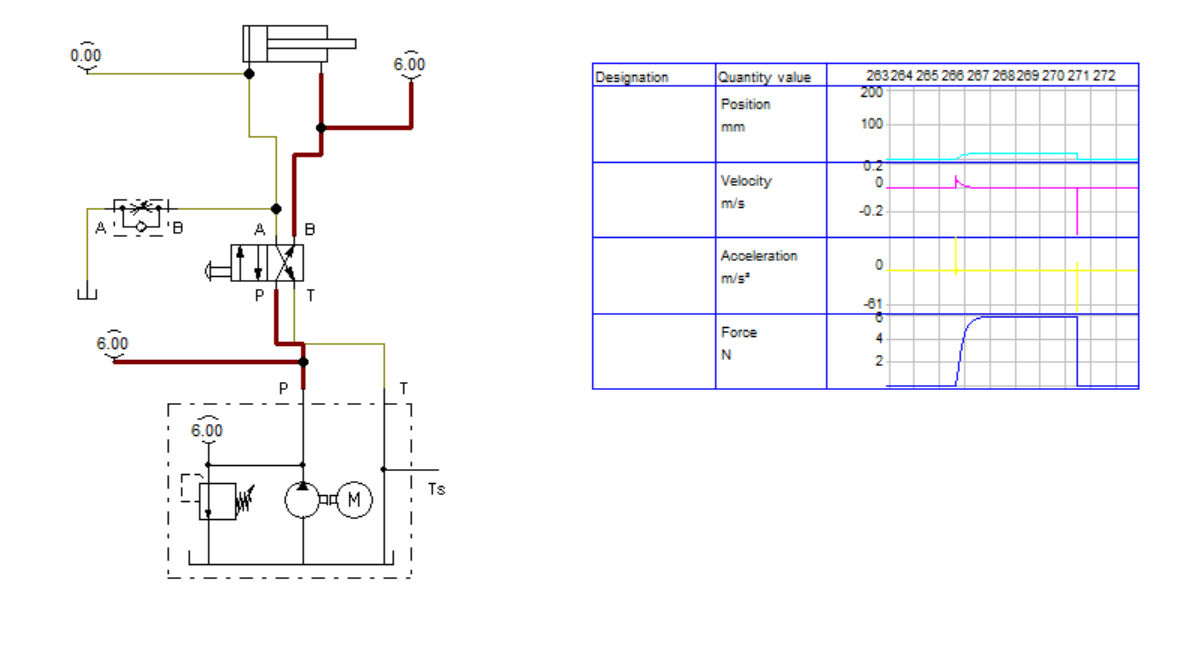 0.00
6.00
A
B
A
B
P
T
6.00
P
T
6.00
M
Ts
Designation
Quantity value
263 264 265 266 267 268 269 270 271 272
Position
mm
200
100
Velocity
m/s
0.2
0
-0.2
Acceleration
m/s²
0
-61
Force
N
6
4
2